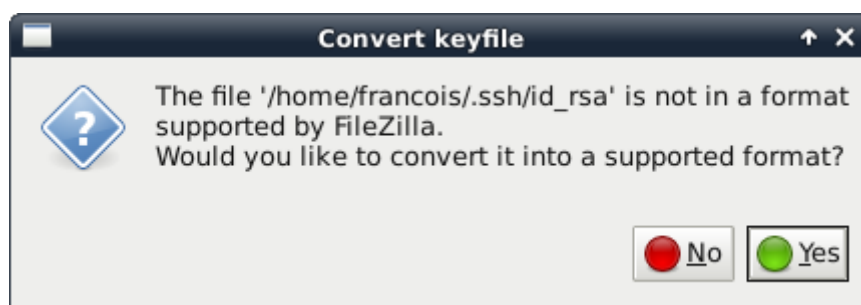 Convert keyfile
The file '/home/francois/.ssh/id_rsa' is not in a format
supported by FileZilla.
Would you like to convert it into a supported format?
No
Yes